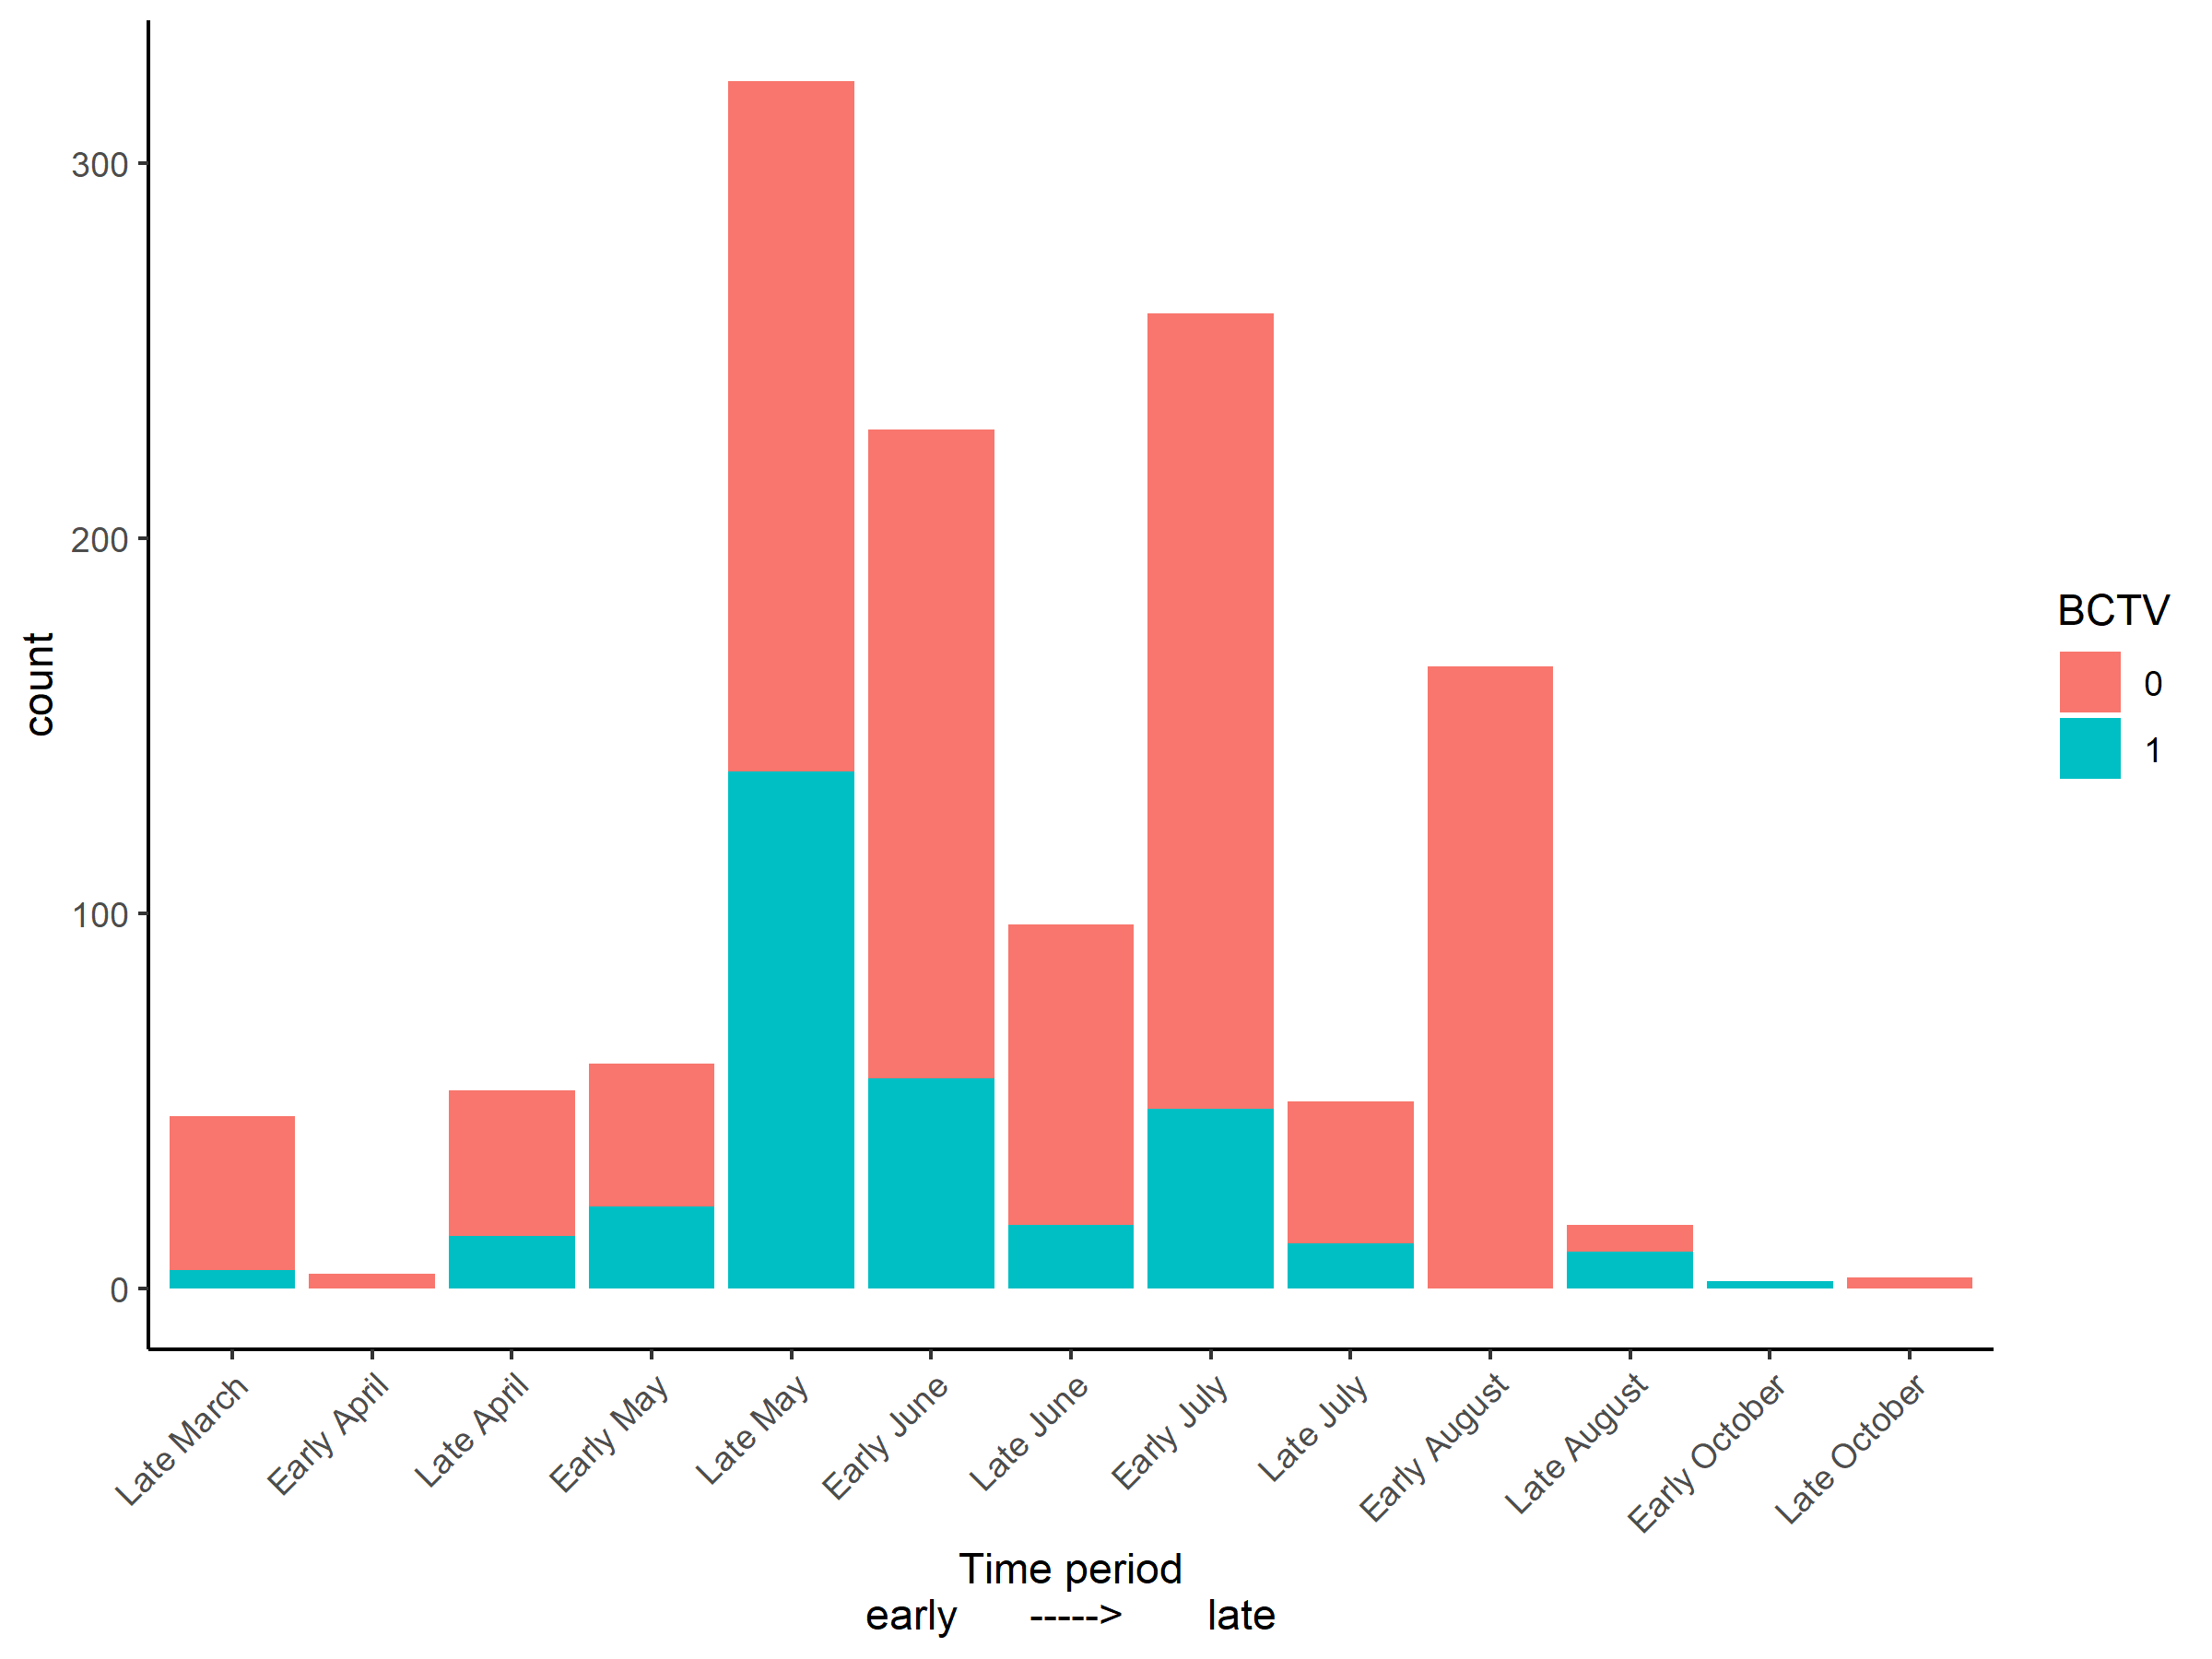 300
200
100
0
count
Late March
Early April
Late April
Early May
Late May
Early June
Late June
Early July
Late July
Early August
Late August
Early October
Late October
Time period
early -----> late
BCTV
0
1